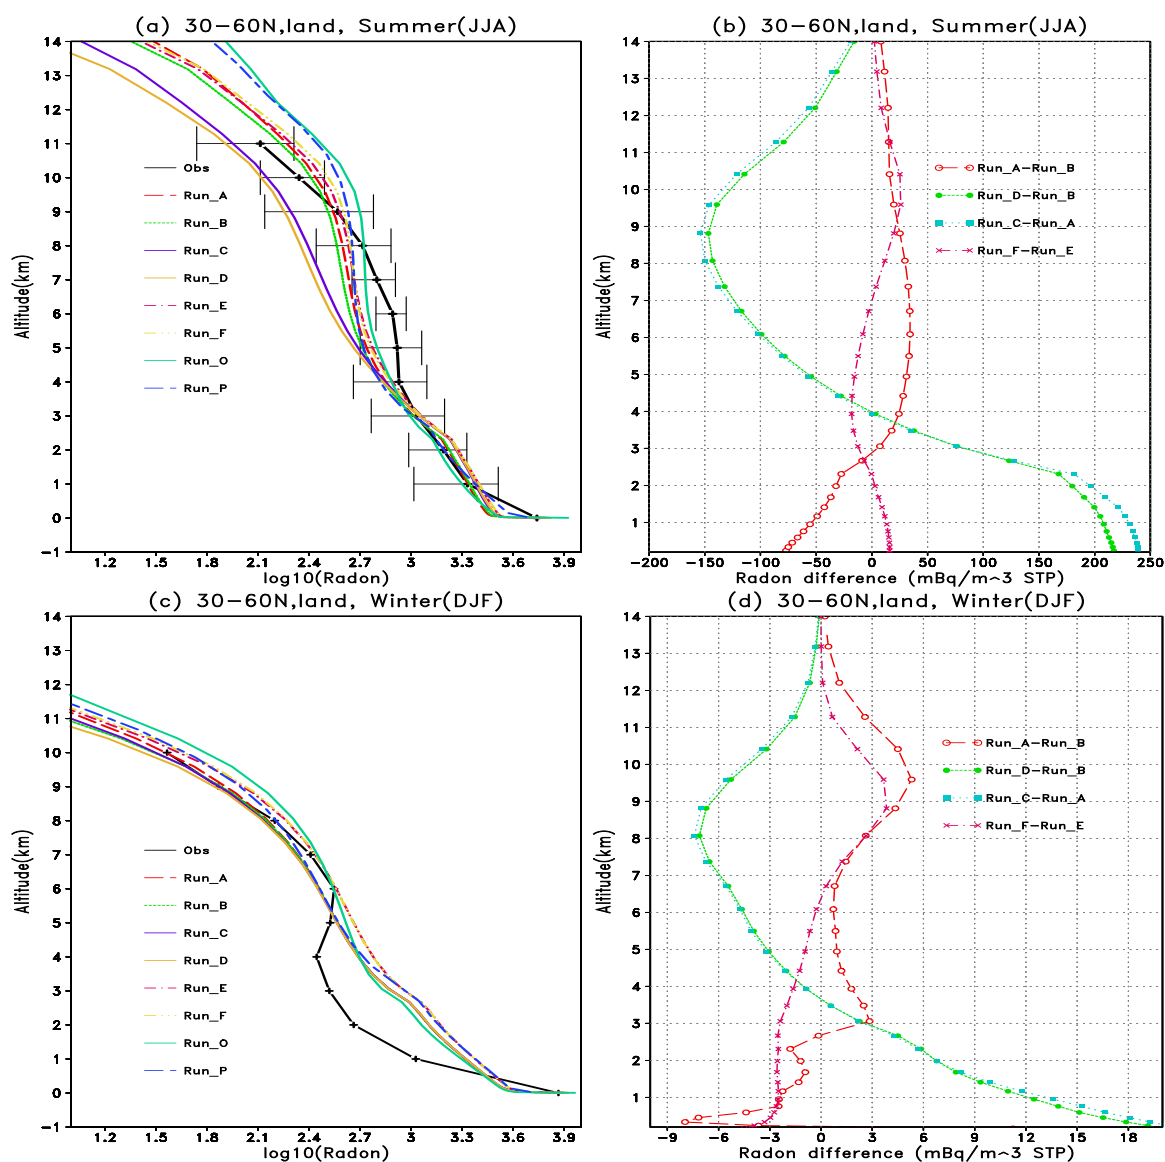 (a) 30−60N,land, Summer(JJA)
14
13
12
11
10
9
8
7
6
5
4
3
2
1
0
−1
Altitude(km)
Obs
Run_A
Run_B
Run_C
Run_D
Run_E
Run_F
Run_O
Run_P
1.2 1.5 1.8 2.1 2.4 2.7 3 3.3 3.6 3.9
log10(Radon)
(b) 30−60N,land, Summer(JJA)
14
13
12
11
10
9
8
7
6
5
4
3
2
1
Altitude(km)
Run_A−Run_B
Run_D−Run_B
Run_C−Run_A
Run_F−Run_E
−200 −150 −100 −50 0 50 100 150 200 250
Radon difference (mBq/m^3 STP)
(c) 30−60N,land, Winter(DJF)
14
13
12
11
10
9
8
7
6
5
4
3
2
1
0
−1
Altitude(km)
Obs
Run_A
Run_B
Run_C
Run_D
Run_E
Run_F
Run_O
Run_P
1.2 1.5 1.8 2.1 2.4 2.7 3 3.3 3.6 3.9
log10(Radon)
(d) 30−60N,land, Winter(DJF)
14
13
12
11
10
9
8
7
6
5
4
3
2
1
Altitude(km)
Run_A−Run_B
Run_D−Run_B
Run_C−Run_A
Run_F−Run_E
−9 −6 −3 0 3 6 9 12 15 18
Radon difference (mBq/m^3 STP)